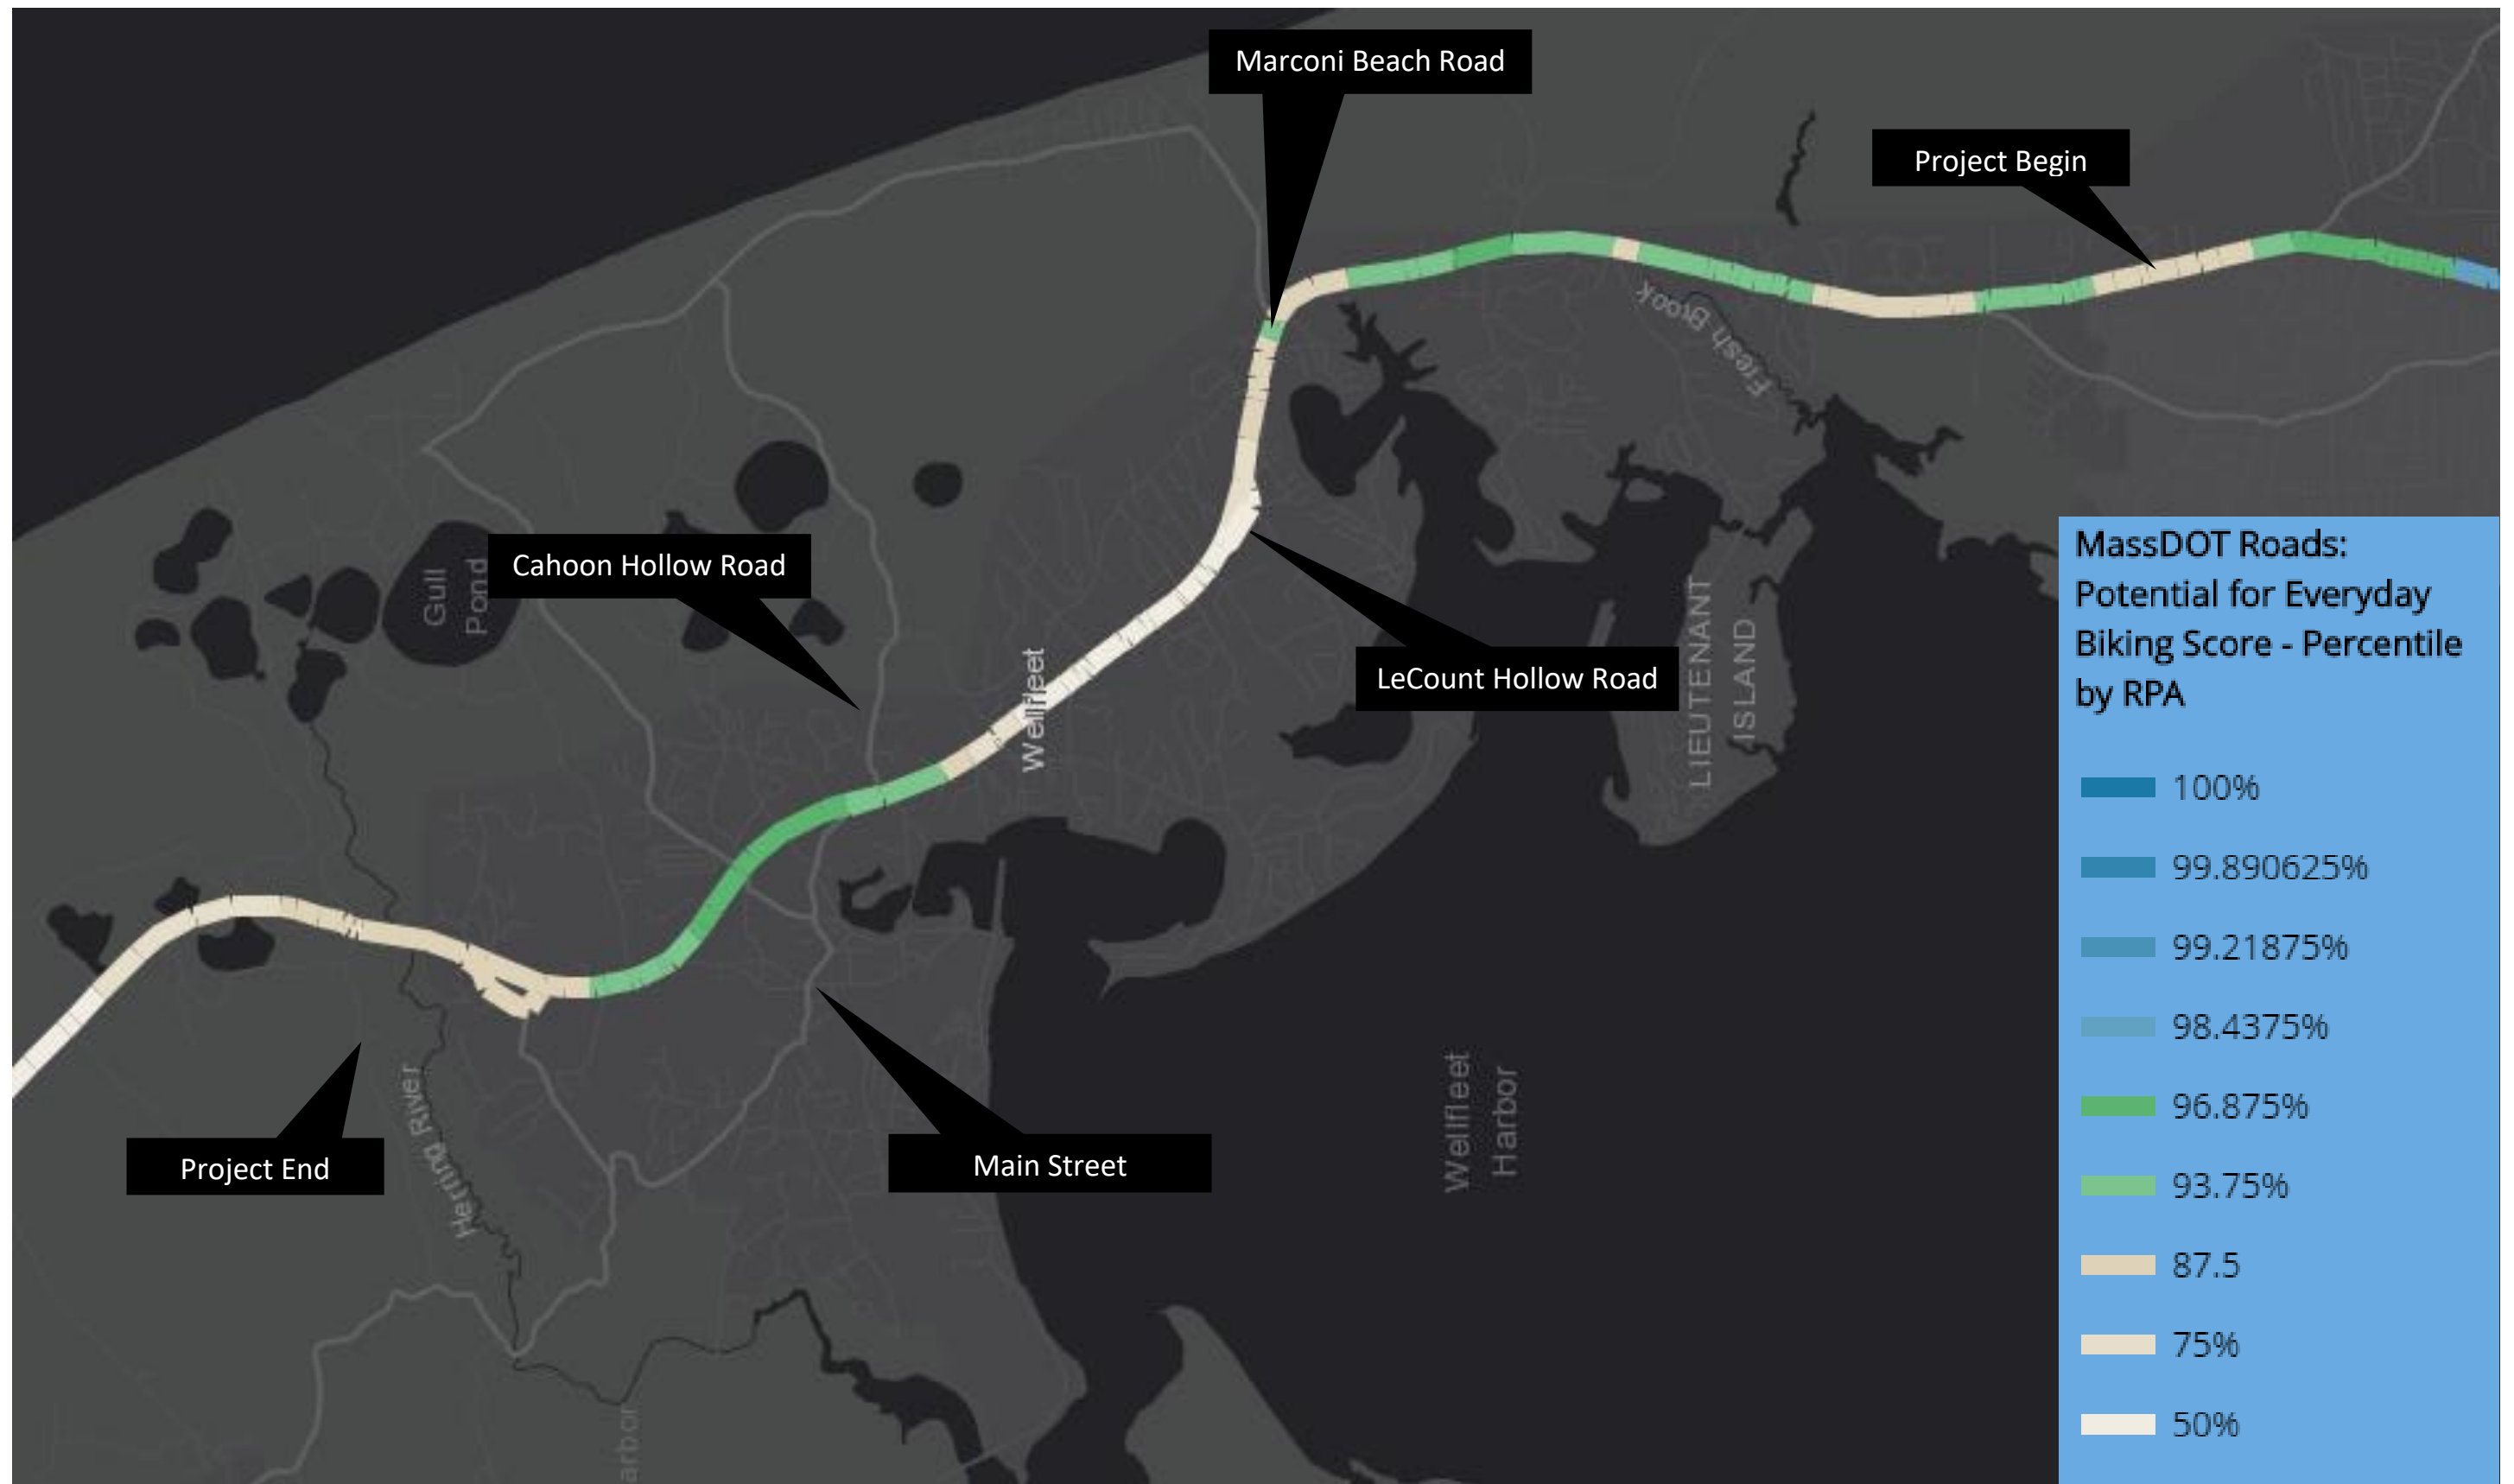 Marconi Beach Road
Project Begin
Fresh Brook
Cahoon Hollow Road
Gull
Pond
Wellfleet
LeCount Hollow Road
LIEUTENANT
ISLAND
MassDOT Roads:
Potential for Everyday
Biking Score - Percentile
by RPA
100%
99.890625%
99.21875%
98.4375%
96.875%
93.75%
87.5
75%
50%
Project End
Herring River
Main Street
Wellfleet
Harbor
arbor